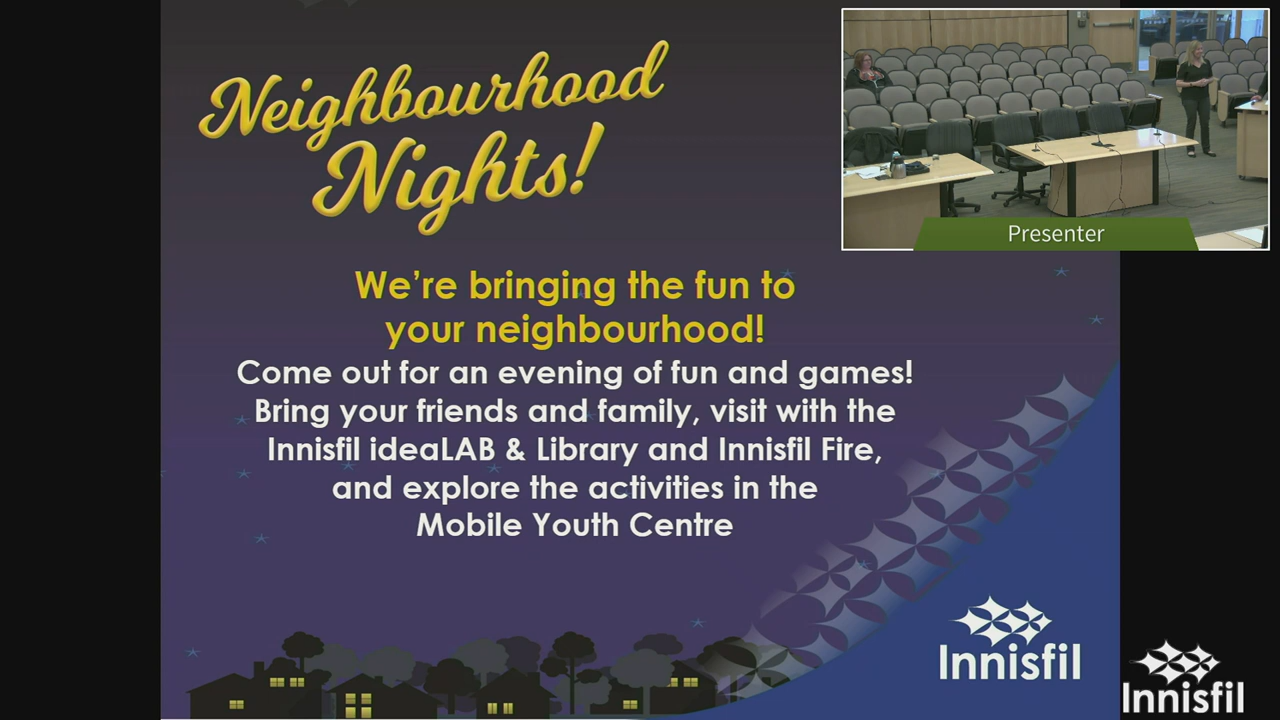 Neighbourhood
Nights!
Presenter
We're bringing the fun to
your neighbourhood!
Come out for an evening of fun and games!
Bring your friends and family, visit with the
Innisfil ideaLAB & Library and Innisfil Fire,
and explore the activities in the
Mobile Youth Centre
Innisfil
Innisfil